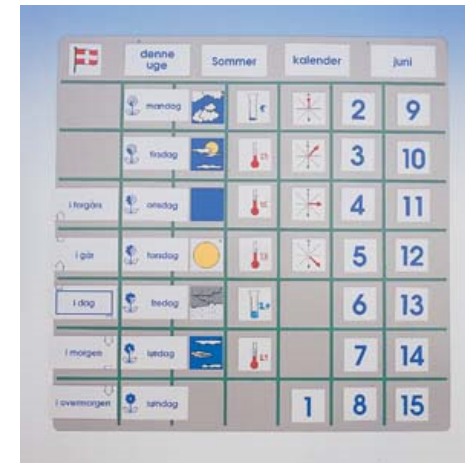 denne
uge
Sommer
kalender
juni
mandag
2
9
tirsdag
3
10
i forgårs
onsdag
4
11
i går
torsdag
5
12
i dag
fredag
6
13
i morgen
lørdag
7
14
i overmorgen
søndag
1
8
15